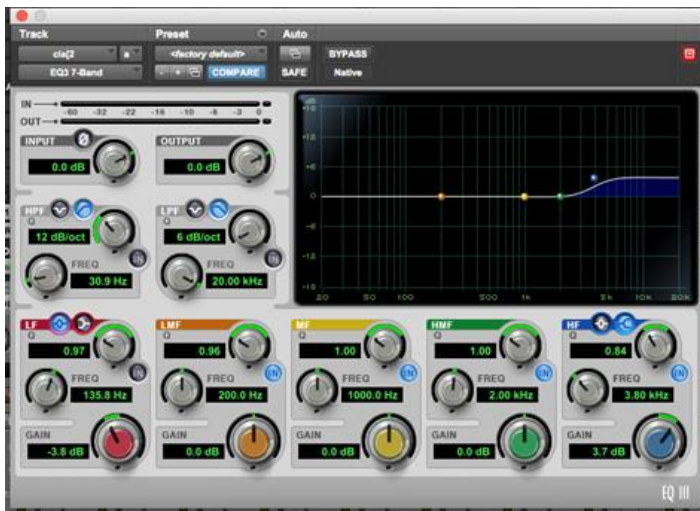 Track Preset Auto
cla[2 a <factory default>
BYPASS
EQ3 7-Band - + COMPARE SAFE Native
IN
-60 -32 -22 -16 -10 -6 -3 0
OUT
INPUT OUTPUT
0.0 dB 0.0 dB
HPF LPF
Q Q
12 dB/oct 6 dB/oct
IN IN
FREQ FREQ
30.9 Hz 20.00 kHz
+12
+6
0
-6
-12
-18
20 50 100 500 1k 5k 10k 20K
LF LMF MF HMF HF
Q Q Q Q Q
0.97 0.96 1.00 1.00 0.84
IN IN IN IN IN
FREQ FREQ FREQ FREQ FREQ
135.8 Hz 200.0 Hz 1000.0 Hz 2.00 kHz 3.80 kHz
GAIN GAIN GAIN GAIN GAIN
-3.8 dB 0.0 dB 0.0 dB 0.0 dB 3.7 dB
EQ III